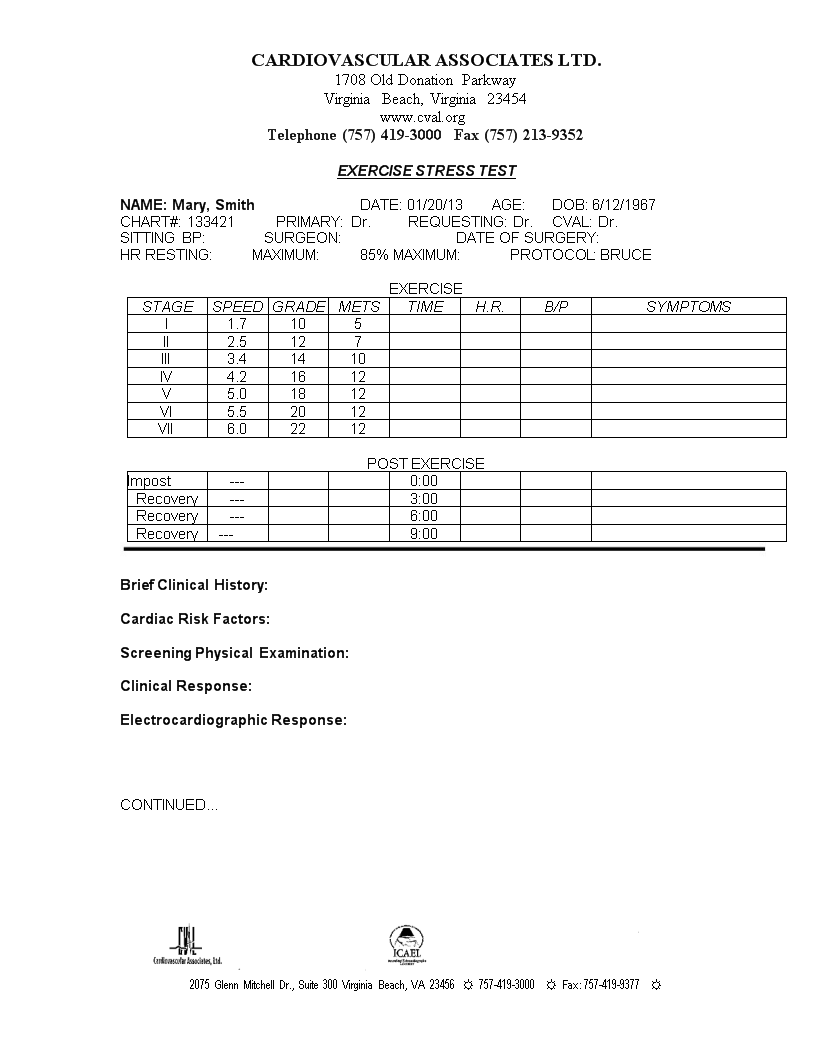 CARDIOVASCULAR ASSOCIATES LTD.
1708 Old Donation Parkway
Virginia Beach, Virginia 23454
www.cval.org
Telephone (757) 419-3000 Fax (757) 213-9352
EXERCISE STRESS TEST
NAME: Mary, Smith DATE: 01/20/13 AGE: DOB: 6/12/1967
CHART#: 133421 PRIMARY: Dr. REQUESTING: Dr. CVAL: Dr.
SITTING BP: SURGEON: DATE OF SURGERY:
HR RESTING: MAXIMUM: 85% MAXIMUM: PROTOCOL: BRUCE
EXERCISE
STAGE SPEED GRADE METS TIME H.R. B/P SYMPTOMS
I 1.7 10 5
II 2.5 12 7
III 3.4 14 10
IV 4.2 16 12
V 5.0 18 12
VI 5.5 20 12
VII 6.0 22 12
POST EXERCISE
Impost --- 0:00
Recovery --- 3:00
Recovery --- 6:00
Recovery --- 9:00
Brief Clinical History:
Cardiac Risk Factors:
Screening Physical Examination:
Clinical Response:
Electrocardiographic Response:
CONTINUED...
Cardiovascular Associates, Ltd.
ICAEL
2075 Glenn Mitchell Dr., Suite 300 Virginia Beach, VA 23456 ☼ 757-419-3000 ☼ Fax: 757-419-9377 ☼